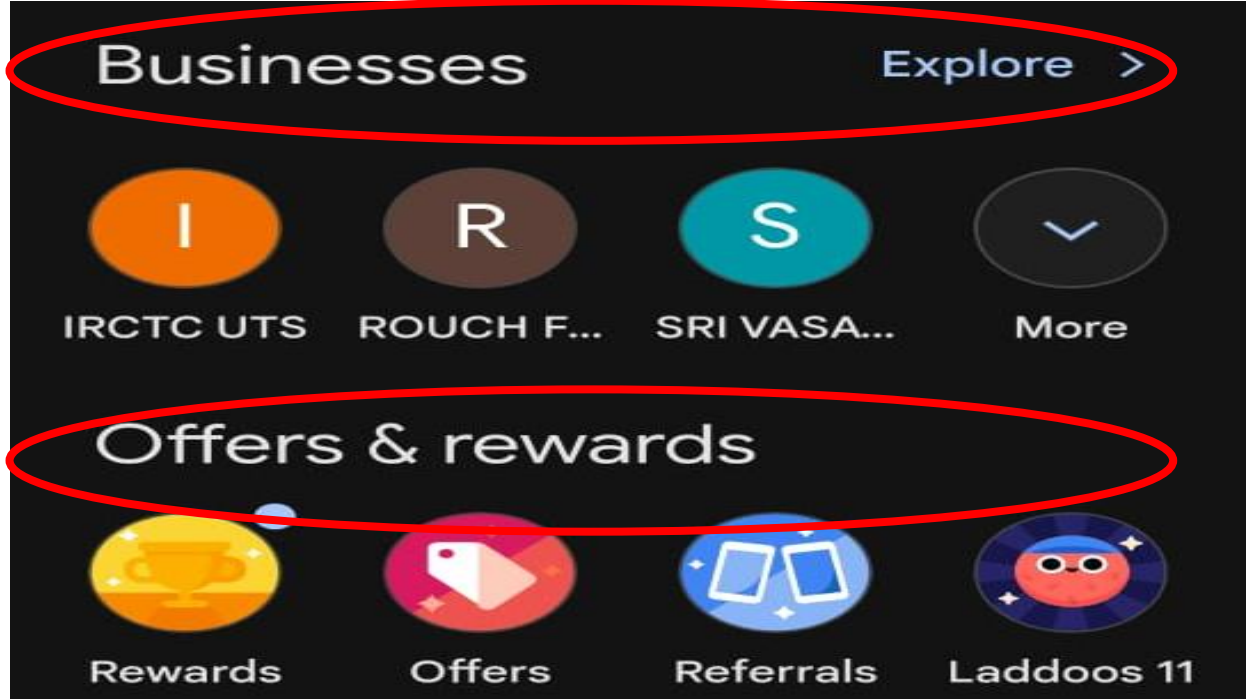 Businesses Explore >
I R S
IRCTC UTS ROUCH F... SRI VASA... More
Offers & rewards
Rewards Offers Referrals Laddoos 11